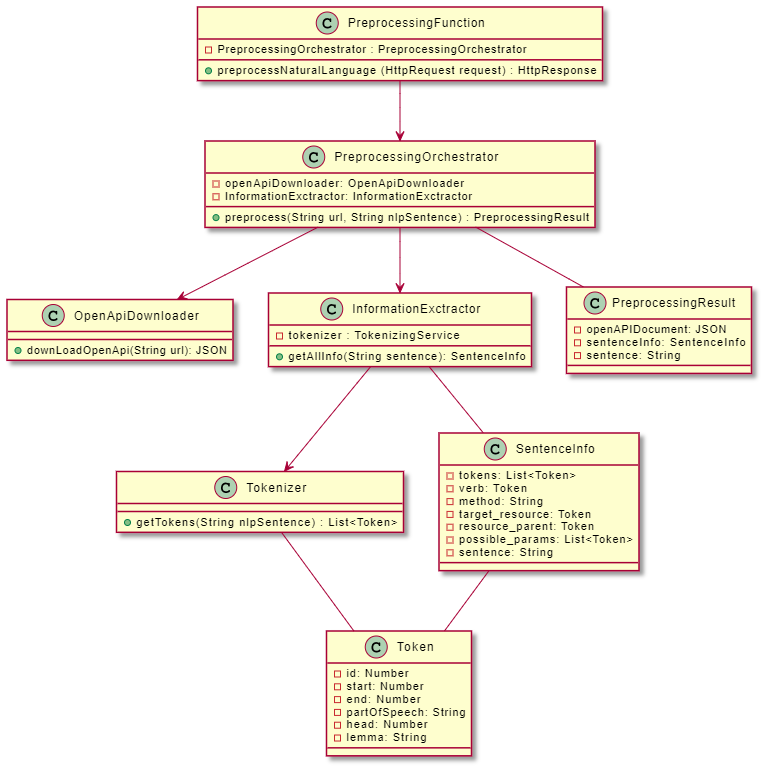 C PreprocessingFunction
PreprocessingOrchestrator : PreprocessingOrchestrator
preprocessNaturalLanguage (HttpRequest request) : HttpResponse
C PreprocessingOrchestrator
openApiDownloader: OpenApiDownloader
InformationExctractor: InformationExctractor
preprocess(String url, String nlpSentence) : PreprocessingResult
C OpenApiDownloader
downLoadOpenApi(String url): JSON
C InformationExctractor
tokenizer : TokenizingService
getAllInfo(String sentence): SentenceInfo
C PreprocessingResult
openAPIDocument: JSON
sentenceInfo: SentenceInfo
sentence: String
C Tokenizer
getTokens(String nlpSentence) : List<Token>
C SentenceInfo
tokens: List<Token>
verb: Token
method: String
target_resource: Token
resource_parent: Token
possible_params: List<Token>
sentence: String
C Token
id: Number
start: Number
end: Number
partOfSpeech: String
head: Number
lemma: String